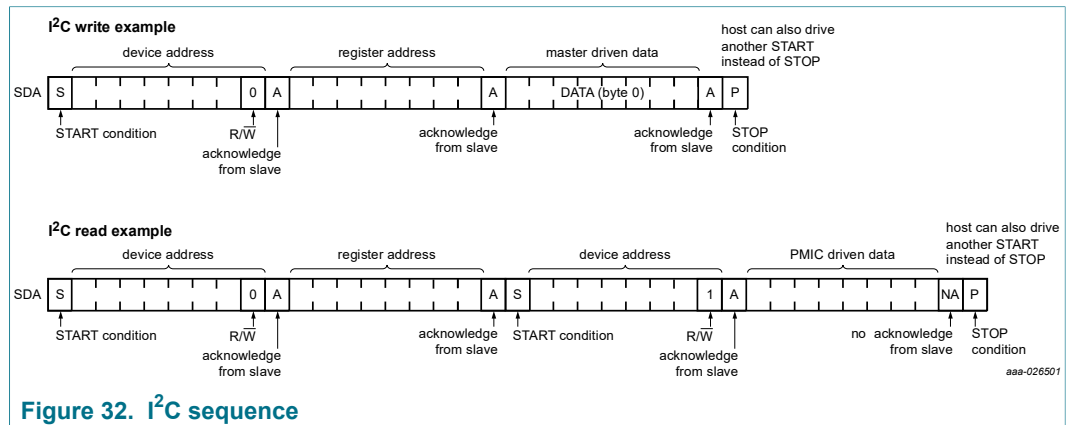 I²C write example
host can also drive
another START
instead of STOP
device address register address master driven data
SDA S 0 A A DATA (byte 0) A P
START condition R/W̅ acknowledge from slave acknowledge from slave acknowledge from slave STOP condition
I²C read example
host can also drive
another START
instead of STOP
device address register address device address PMIC driven data
SDA S 0 A A S 1 A NA P
START condition R/W̅ acknowledge from slave acknowledge from slave START condition R/W̅ acknowledge from slave no acknowledge from slave STOP condition
aaa-026501
Figure 32. I²C sequence